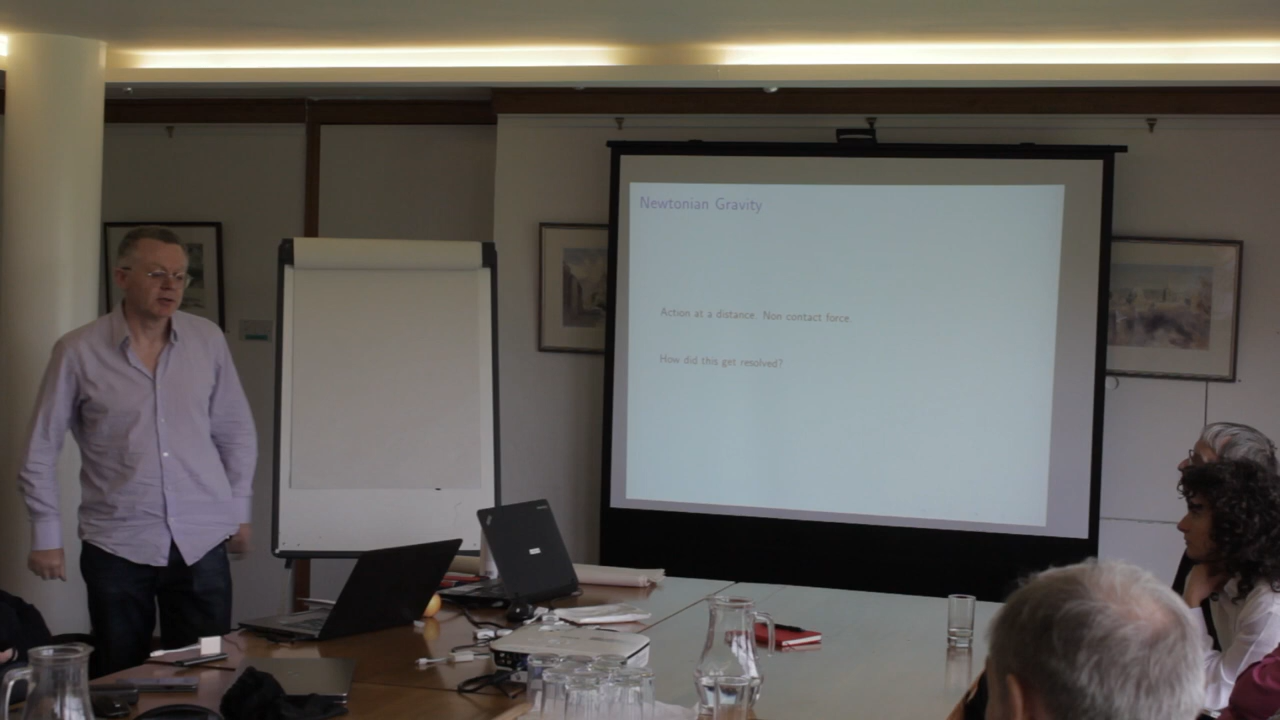 Newtonian Gravity
Action at a distance. Non contact force.
How did this get resolved?